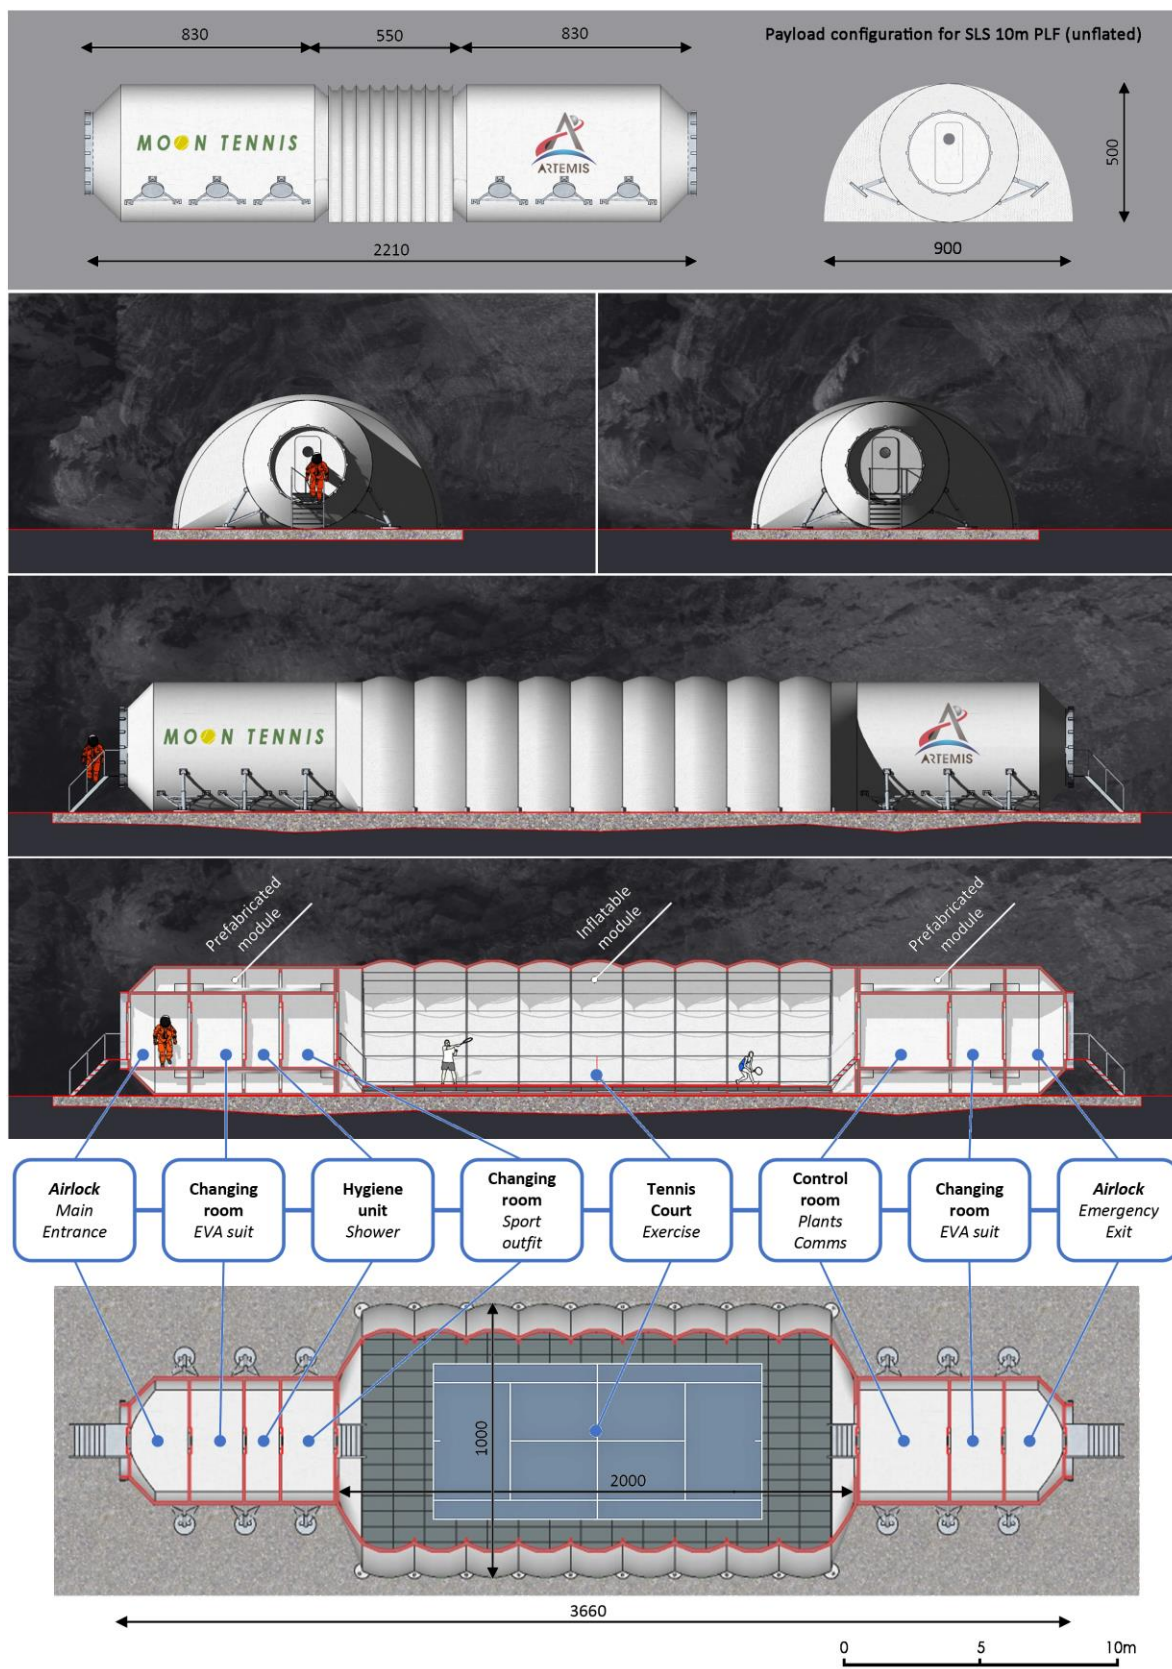 830
550
830
Payload configuration for SLS 10m PLF (unflated)
MOON TENNIS
ARTEMIS
500
2210
900
MOON TENNIS
ARTEMIS
Prefabricated
module
Inflatable
module
Prefabricated
module
Airlock
Main
Entrance
Changing
room
EVA suit
Hygiene
unit
Shower
Changing
room
Sport
outfit
Tennis
Court
Exercise
Control
room
Plants
Comms
Changing
room
EVA suit
Airlock
Emergency
Exit
1000
2000
3660
0 5 10m